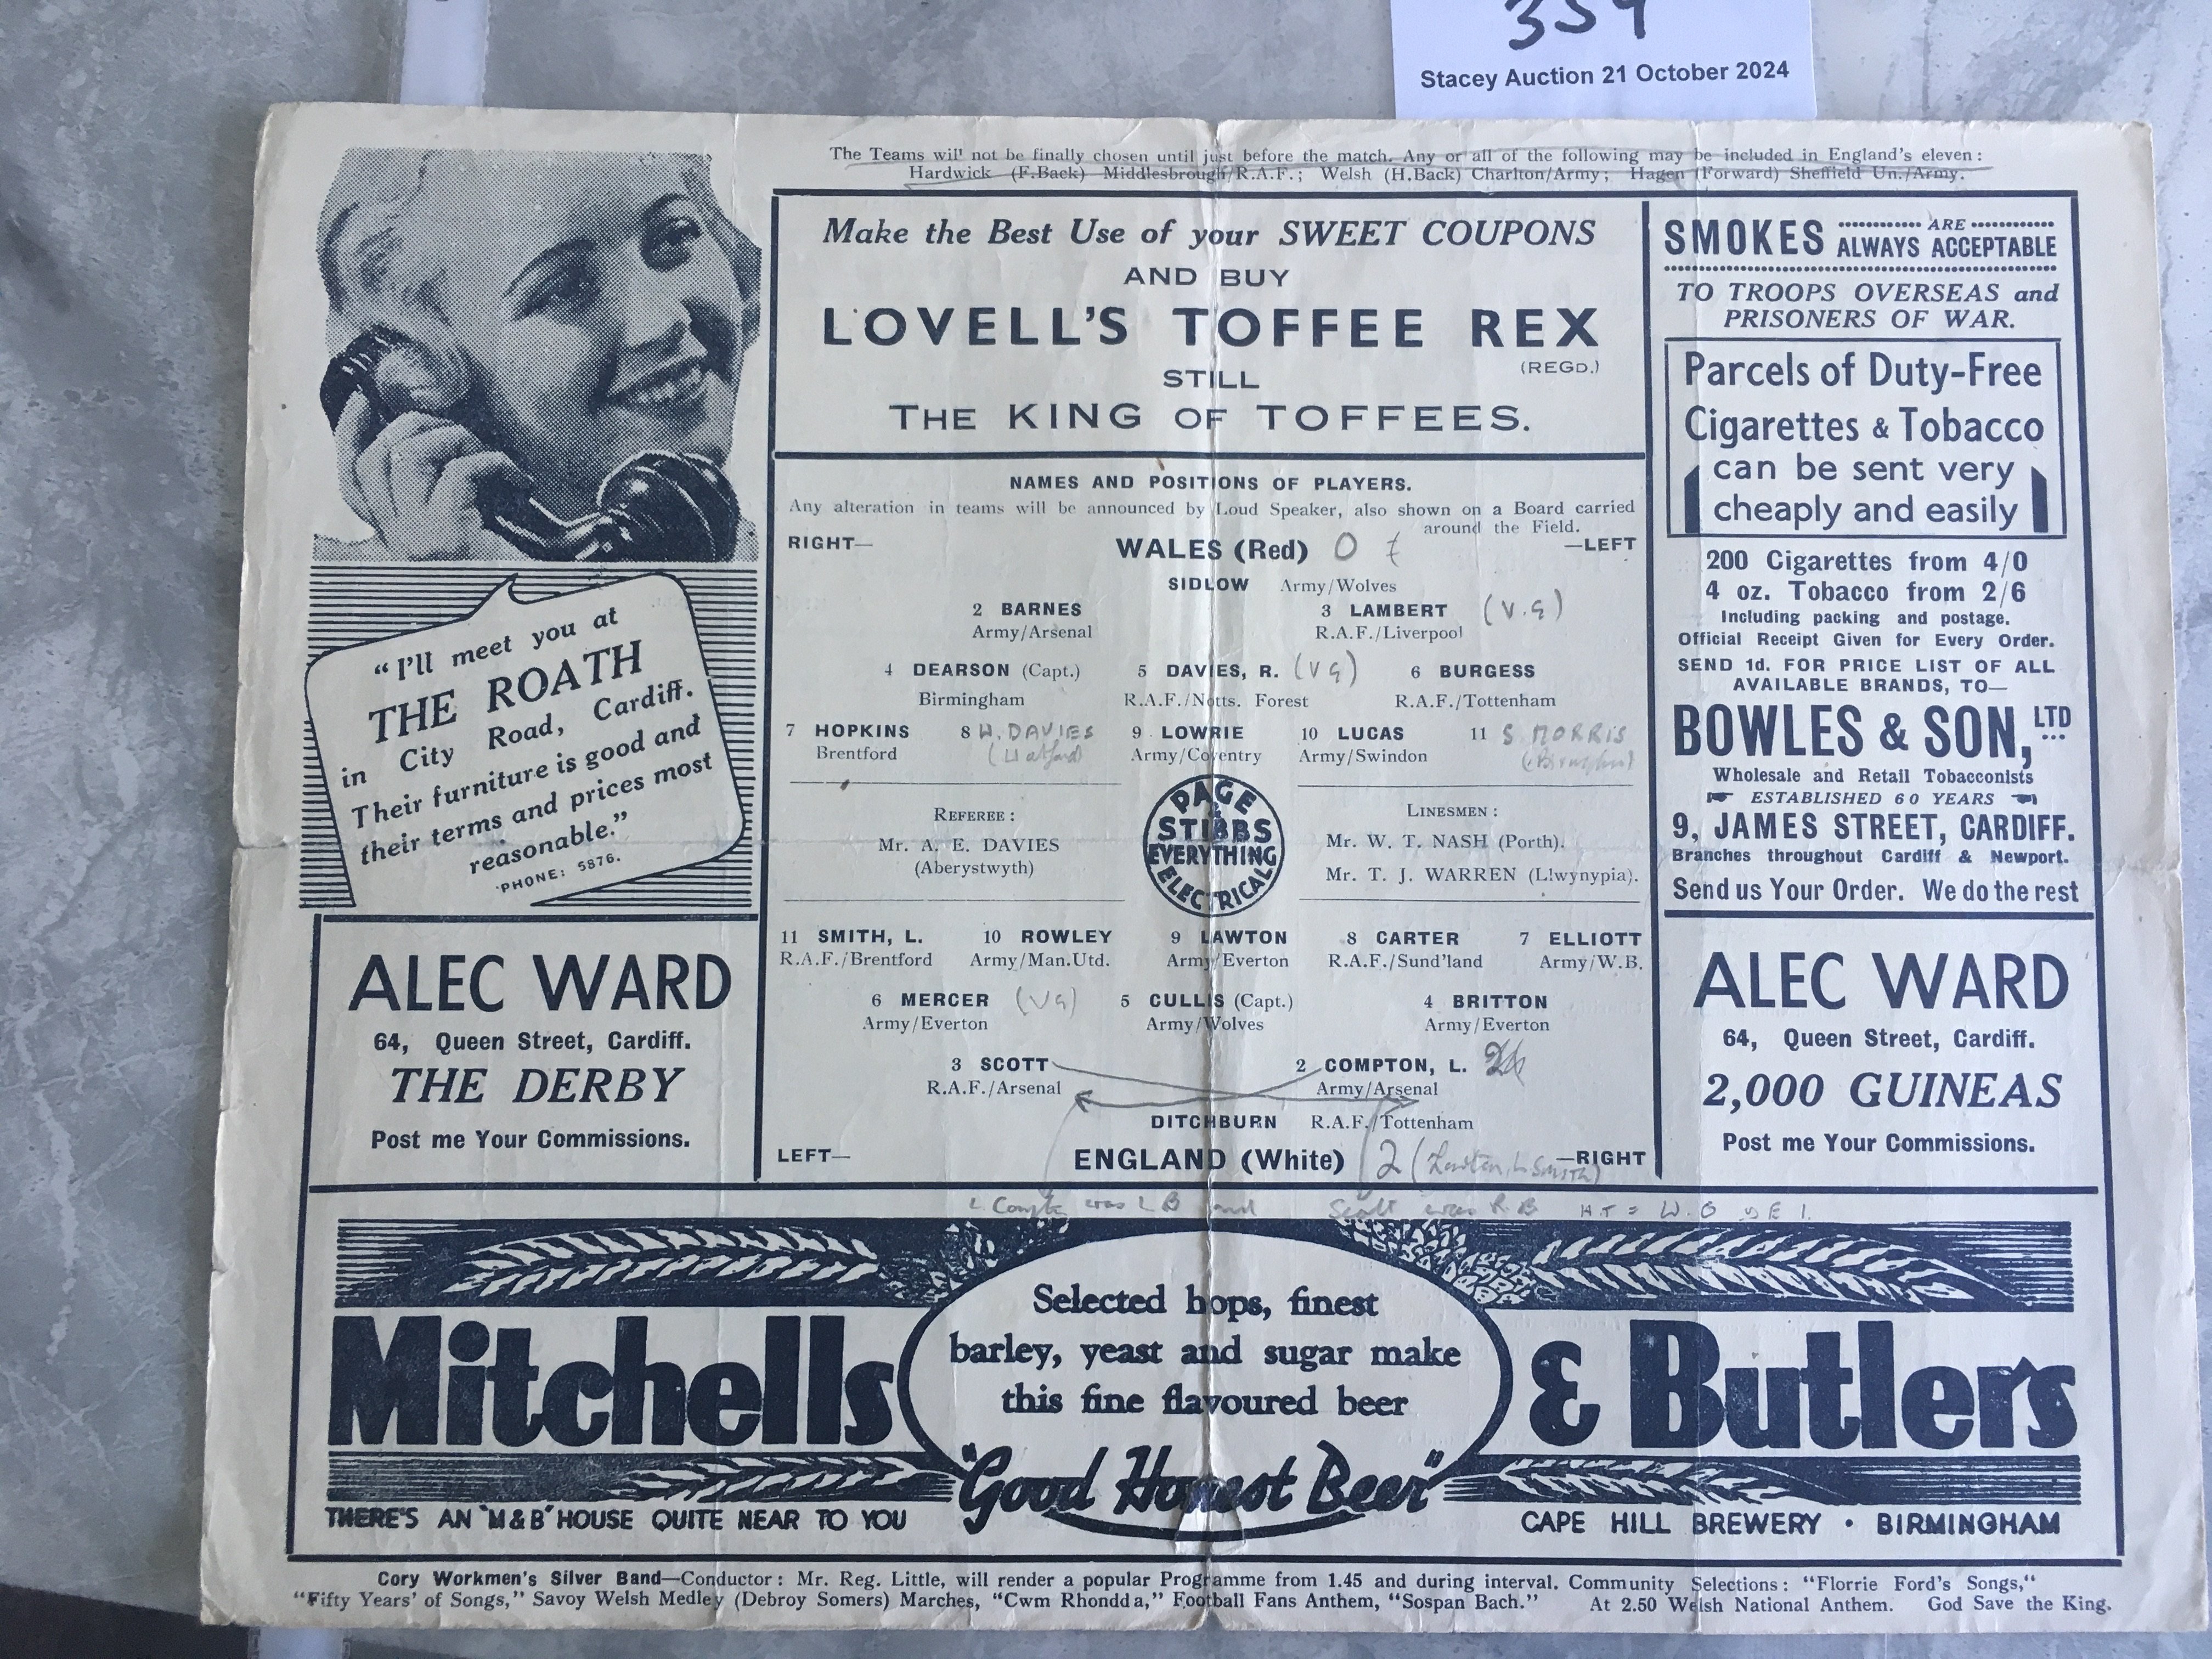 354
Stacey Auction 21 October 2024
The Teams wil' not be finally chosen until just before the match. Any or all of the following may be included in England's eleven :
Hardwick (F.Back) Middlesbrough/R.A.F.; Welsh (H.Back) Charlton/Army; Hagen (Forward) Sheffield Un./Army.
"I'll meet you at
THE ROATH
in City Road, Cardiff.
Their furniture is good and
their terms and prices most
reasonable."
'PHONE: 5876.
Make the Best Use of your SWEET COUPONS
AND BUY
LOVELL'S TOFFEE REX
(REGD.)
STILL
THE KING OF TOFFEES.
NAMES AND POSITIONS OF PLAYERS.
Any alteration in teams will be announced by Loud Speaker, also shown on a Board carried
around the Field.
RIGHT— WALES (Red) 0 —LEFT
SIDLOW Army/Wolves
2 BARNES 3 LAMBERT (V.G)
Army/Arsenal R.A.F./Liverpool
4 DEARSON (Capt.) 5 DAVIES, R. (VG) 6 BURGESS
Birmingham R.A.F./Notts. Forest R.A.F./Tottenham
7 HOPKINS 8 W. DAVIES 9 LOWRIE 10 LUCAS 11 S. MORRIS
Brentford (Watford) Army/Coventry Army/Swindon
REFEREE :
Mr. A. E. DAVIES
(Aberystwyth)
PAGE
&
STIBBS
EVERYTHING
ELECTRICAL
LINESMEN :
Mr. W. T. NASH (Porth).
Mr. T. J. WARREN (Llwynypia).
11 SMITH, L. 10 ROWLEY 9 LAWTON 8 CARTER 7 ELLIOTT
R.A.F./Brentford Army/Man.Utd. Army/Everton R.A.F./Sund'land Army/W.B.
6 MERCER (VG) 5 CULLIS (Capt.) 4 BRITTON
Army/Everton Army/Wolves Army/Everton
3 SCOTT 2 COMPTON, L.
R.A.F./Arsenal Army/Arsenal
DITCHBURN R.A.F./Tottenham
LEFT— ENGLAND (White) 2 (Lawton, L. SMITH) —RIGHT
L. Compton was L B and Scott was R. B H.T = W. 0 E 1.
SMOKES ARE ALWAYS ACCEPTABLE
TO TROOPS OVERSEAS and
PRISONERS OF WAR.
Parcels of Duty-Free
Cigarettes & Tobacco
can be sent very
cheaply and easily
200 Cigarettes from 4/0
4 oz. Tobacco from 2/6
Including packing and postage.
Official Receipt Given for Every Order.
SEND 1d. FOR PRICE LIST OF ALL
AVAILABLE BRANDS, TO—
BOWLES & SON, LTD
Wholesale and Retail Tobacconists
ESTABLISHED 60 YEARS
9, JAMES STREET, CARDIFF.
Branches throughout Cardiff & Newport.
Send us Your Order. We do the rest
ALEC WARD
64, Queen Street, Cardiff.
THE DERBY
Post me Your Commissions.
ALEC WARD
64, Queen Street, Cardiff.
2,000 GUINEAS
Post me Your Commissions.
Mitchells & Butlers
Selected hops, finest
barley, yeast and sugar make
this fine flavoured beer
"Good Honest Beer"
THERE'S AN "M&B" HOUSE QUITE NEAR TO YOU
CAPE HILL BREWERY · BIRMINGHAM
Cory Workmen's Silver Band—Conductor : Mr. Reg. Little, will render a popular Programme from 1.45 and during interval. Community Selections : "Florrie Ford's Songs,"
"Fifty Years' of Songs," Savoy Welsh Medley (Debroy Somers) Marches, "Cwm Rhondda," Football Fans Anthem, "Sospan Bach." At 2.50 Welsh National Anthem. God Save the King.